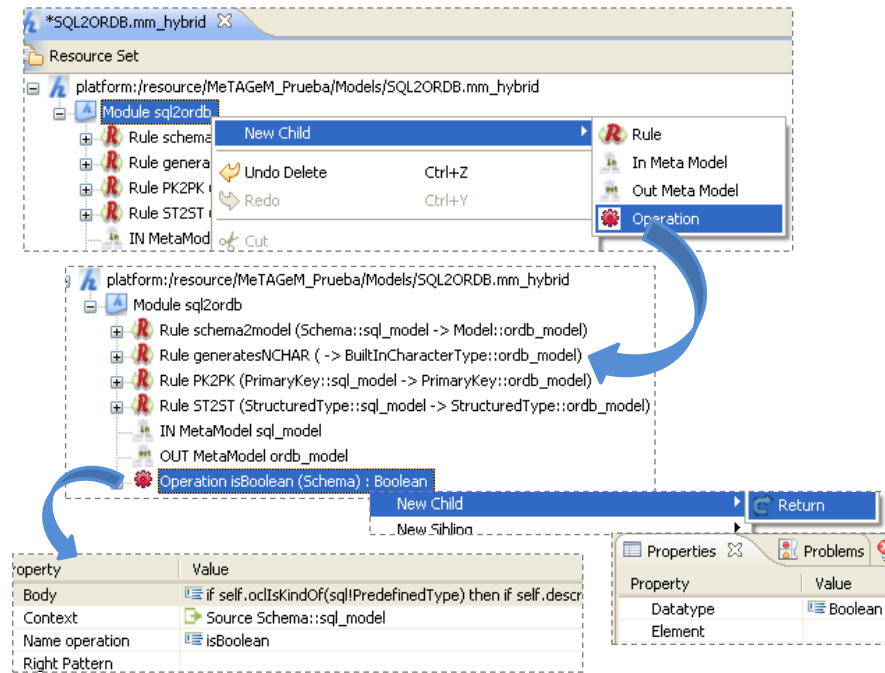 *SQL2ORDB.mm_hybrid
Resource Set
platform:/resource/MeTAGeM_Prueba/Models/SQL2ORDB.mm_hybrid
Module sql2ordb
Rule schema
Rule genera
Rule PK2PK
Rule ST2ST
IN MetaMod
New Child
Undo Delete Ctrl+Z
Redo Ctrl+Y
Cut
Rule
In Meta Model
Out Meta Model
Operation
platform:/resource/MeTAGeM_Prueba/Models/SQL2ORDB.mm_hybrid
Module sql2ordb
Rule schema2model (Schema::sql_model -> Model::ordb_model)
Rule generatesNCHAR ( -> BuiltInCharacterType::ordb_model)
Rule PK2PK (PrimaryKey::sql_model -> PrimaryKey::ordb_model)
Rule ST2ST (StructuredType::sql_model -> StructuredType::ordb_model)
IN MetaModel sql_model
OUT MetaModel ordb_model
Operation isBoolean (Schema) : Boolean
New Child
New Sibling
Return
roperty Value
Body if self.oclIsKindOf(sql!PredefinedType) then if self.descr
Context Source Schema::sql_model
Name operation isBoolean
Right Pattern
Properties Problems
Property Value
Datatype Boolean
Element